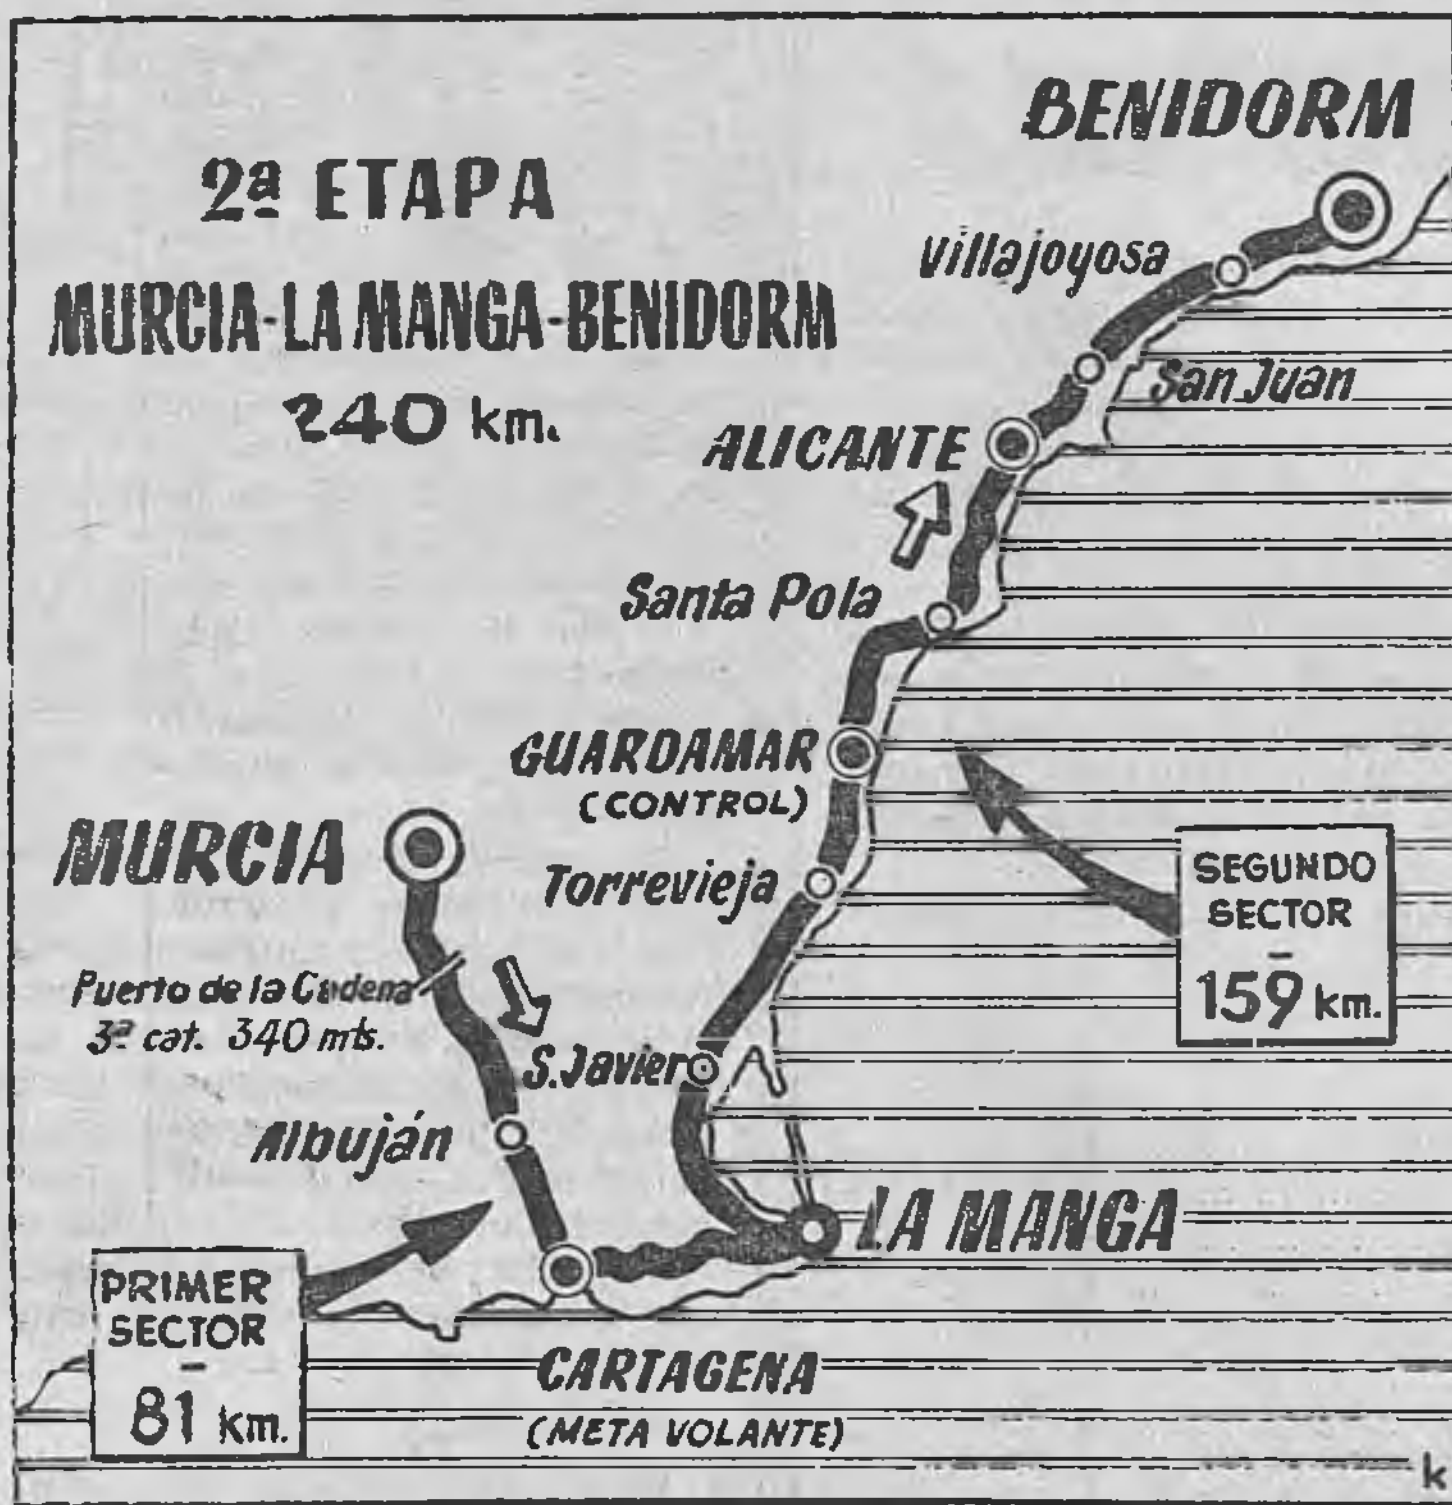 BENIDORM
2ª ETAPA
MURCIA-LA MANGA-BENIDORM
240 km.
Villajoyosa
San Juan
ALICANTE
Santa Pola
GUARDAMAR
(CONTROL)
MURCIA
Torrevieja
SEGUNDO
SECTOR
-
159 km.
Puerto de la Cadena
3ª cat. 340 mts.
S. Javier
Albuján
LA MANGA
PRIMER
SECTOR
-
81 km.
CARTAGENA
(META VOLANTE)
k